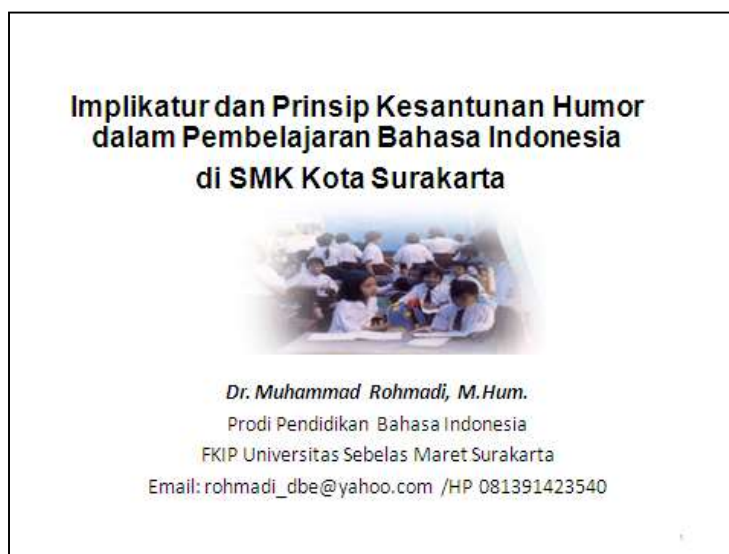 Implikatur dan Prinsip Kesantunan Humor
dalam Pembelajaran Bahasa Indonesia
di SMK Kota Surakarta
Dr. Muhammad Rohmadi, M.Hum.
Prodi Pendidikan Bahasa Indonesia
FKIP Universitas Sebelas Maret Surakarta
Email: rohmadi_dbe@yahoo.com /HP 081391423540